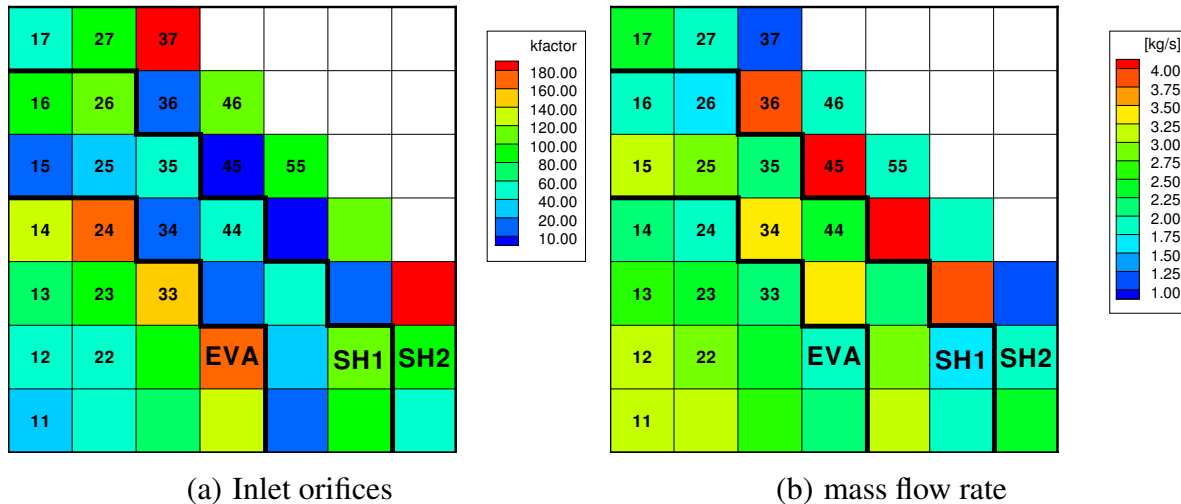 17 27 37
16 26 36 46
15 25 35 45 55
14 24 34 44
13 23 33
12 22 EVA SH1 SH2
11
kfactor
180.00
160.00
140.00
120.00
100.00
80.00
60.00
40.00
20.00
10.00
(a) Inlet orifices
17 27 37
16 26 36 46
15 25 35 45 55
14 24 34 44
13 23 33
12 22 EVA SH1 SH2
11
[kg/s]
4.00
3.75
3.50
3.25
3.00
2.75
2.50
2.25
2.00
1.75
1.50
1.25
1.00
(b) mass flow rate